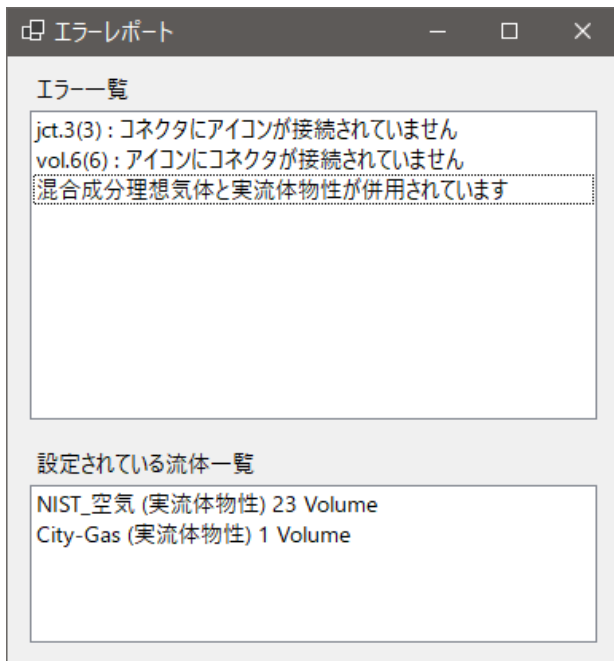 エラーレポート
エラー一覧
jct.3(3) : コネクタにアイコンが接続されていません
vol.6(6) : アイコンにコネクタが接続されていません
混合成分理想気体と実流体物性が併用されています
設定されている流体一覧
NIST_空気 (実流体物性) 23 Volume
City-Gas (実流体物性) 1 Volume